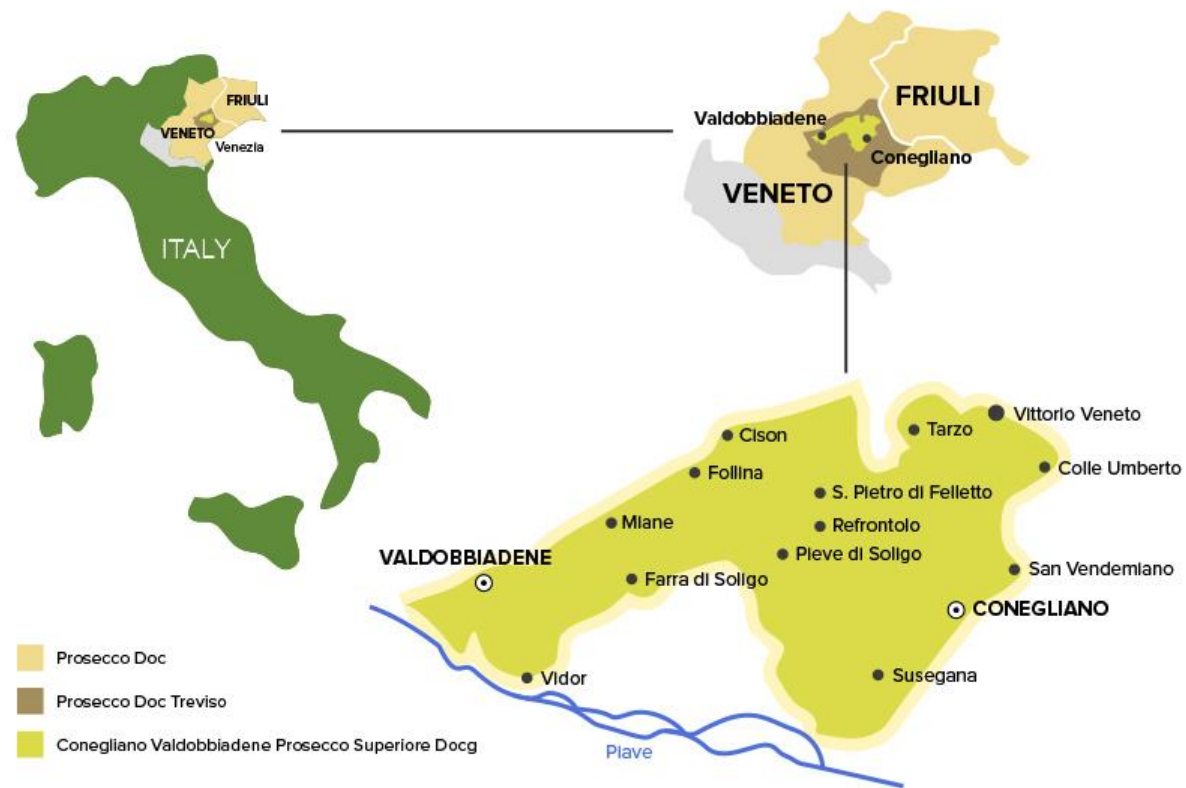 FRIULI
VENETO
Venezia
ITALY
FRIULI
Valdobbiadene
Conegliano
VENETO
Vittorio Veneto
Tarzo
Cison
Colle Umberto
Follina
S. Pietro di Felletto
Miane
Refrontolo
Pieve di Soligo
VALDOBBIADENE
Farra di Soligo
San Vendemiano
CONEGLIANO
Vidor
Susegana
Piave
Prosecco Doc
Prosecco Doc Treviso
Conegliano Valdobbiadene Prosecco Superiore Docg